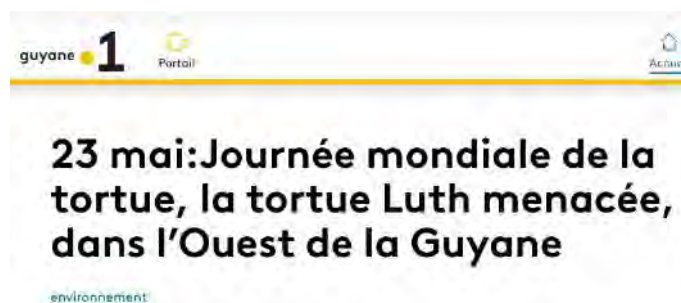 guyane 1
Portail
23 mai:Journée mondiale de la
tortue, la tortue Luth menacée,
dans l'Ouest de la Guyane
environnement